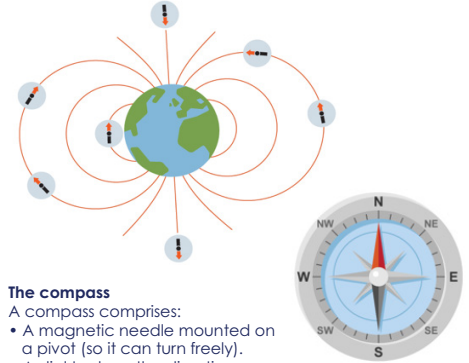 N
NW
NE
W
E
SW
SE
S
The compass
A compass comprises:
• A magnetic needle mounted on
a pivot (so it can turn freely).